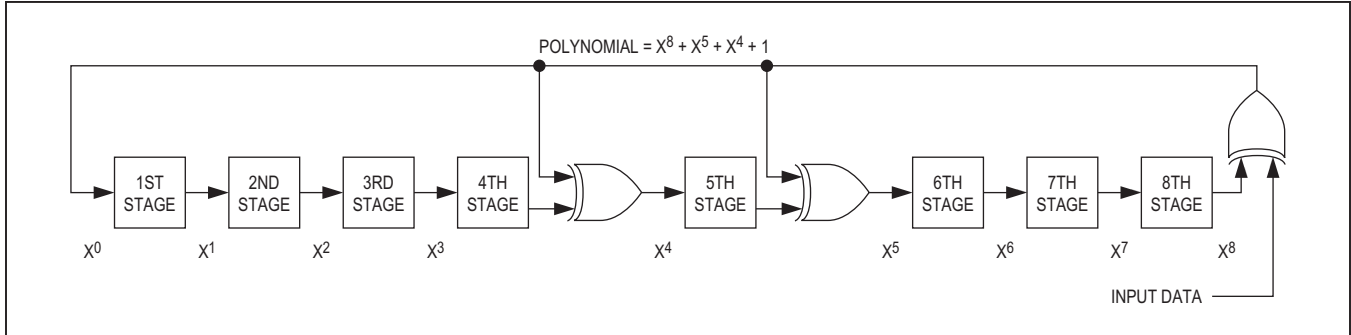 POLYNOMIAL = X⁸ + X⁵ + X⁴ + 1
1ST
STAGE
2ND
STAGE
3RD
STAGE
4TH
STAGE
5TH
STAGE
6TH
STAGE
7TH
STAGE
8TH
STAGE
X⁰ X¹ X² X³ X⁴ X⁵ X⁶ X⁷ X⁸
INPUT DATA